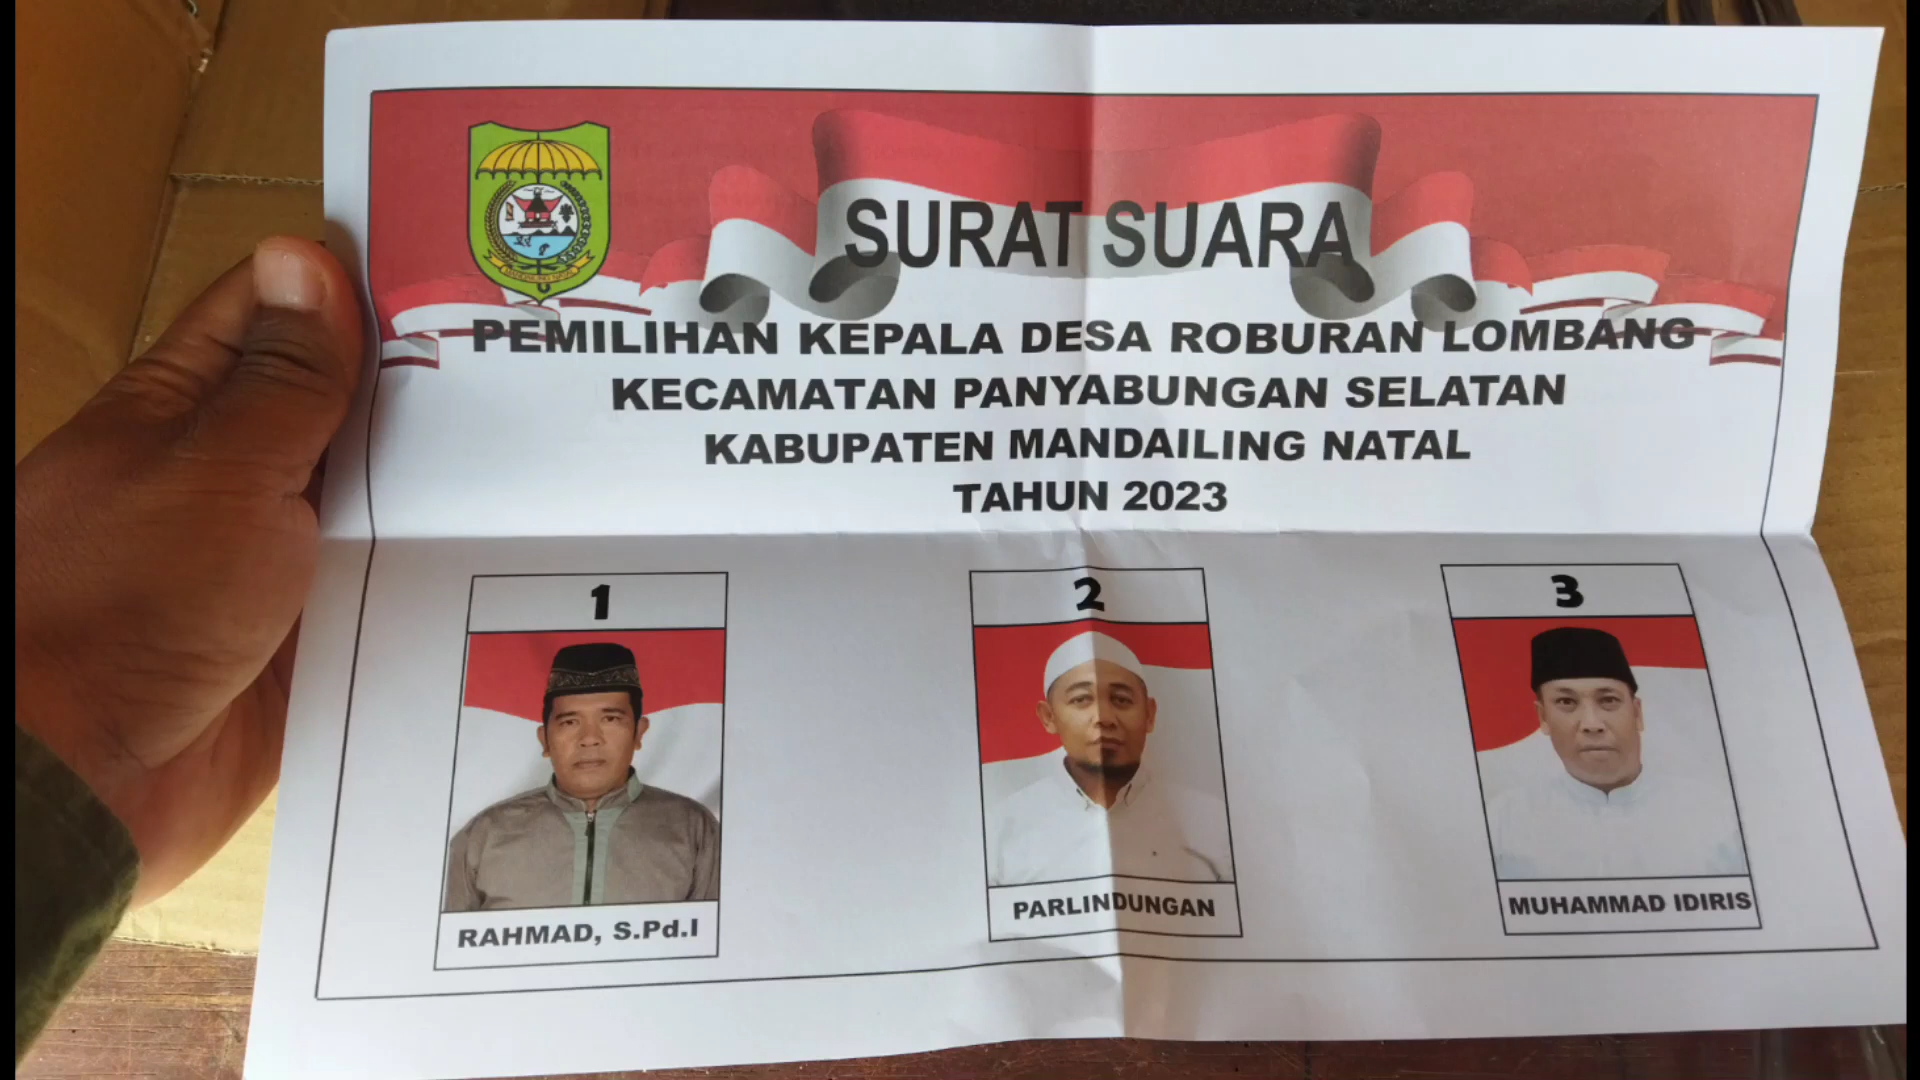 SURAT SUARA
PEMILIHAN KEPALA DESA ROBURAN LOMBANG
KECAMATAN PANYABUNGAN SELATAN
KABUPATEN MANDAILING NATAL
TAHUN 2023
1
2
3
RAHMAD, S.Pd.I
PARLINDUNGAN
MUHAMMAD IDIRIS